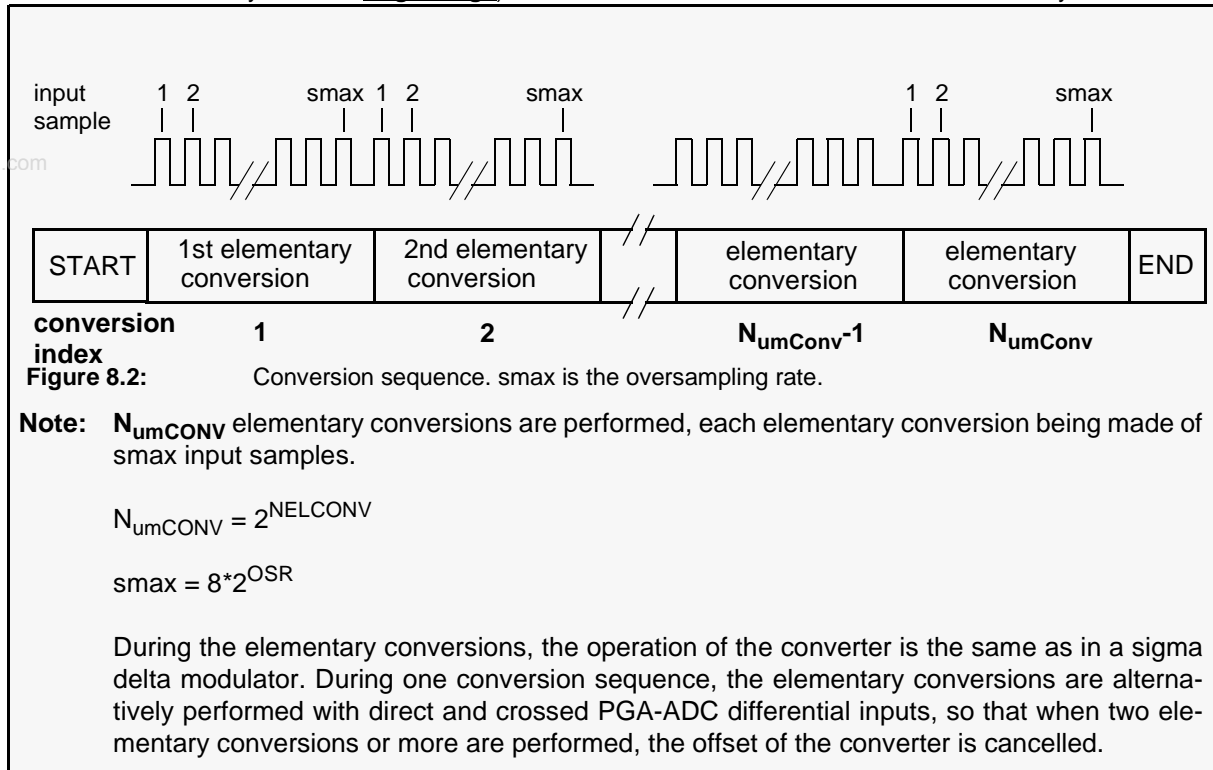 input sample 1 2 smax 1 2 smax 1 2 smax
.com
START 1st elementary conversion 2nd elementary conversion elementary conversion elementary conversion END
conversion index 1 2 NumConv-1 NumConv
Figure 8.2: Conversion sequence. smax is the oversampling rate.
Note: NumCONV elementary conversions are performed, each elementary conversion being made of
smax input samples.
NumCONV = 2^NELCONV
smax = 8*2^OSR
During the elementary conversions, the operation of the converter is the same as in a sigma
delta modulator. During one conversion sequence, the elementary conversions are alterna-
tively performed with direct and crossed PGA-ADC differential inputs, so that when two ele-
mentary conversions or more are performed, the offset of the converter is cancelled.